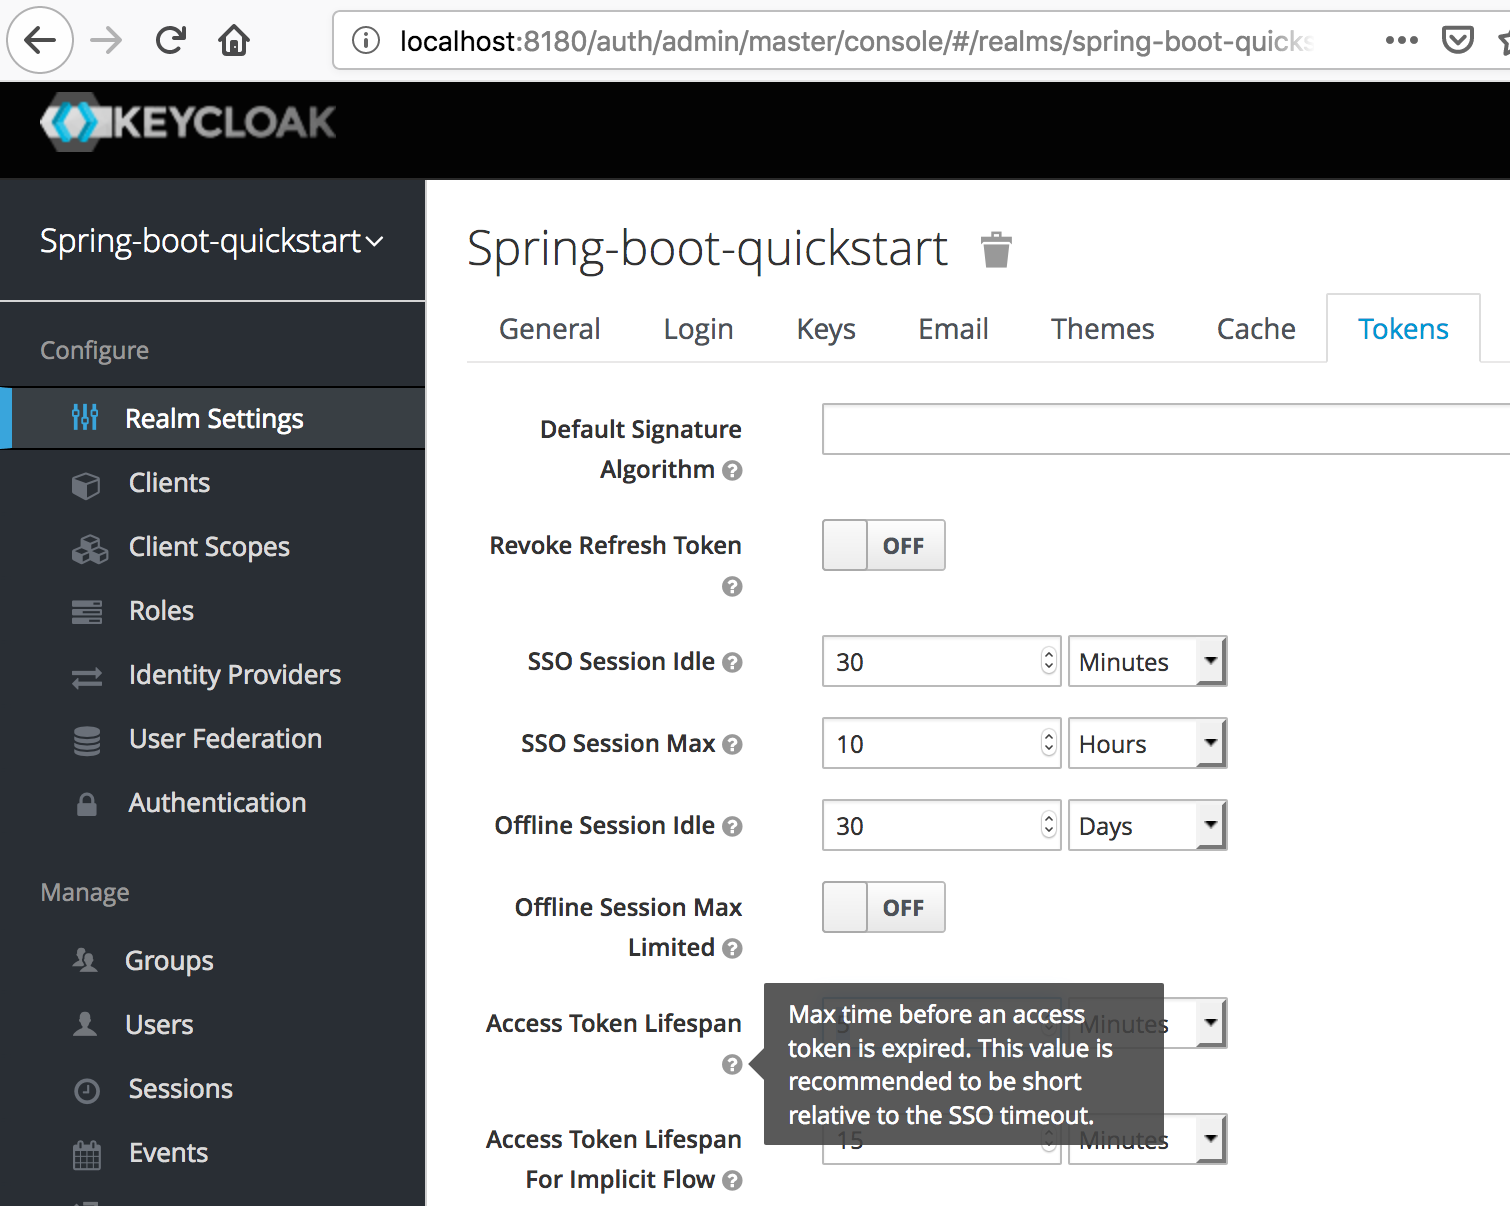 localhost:8180/auth/admin/master/console/#/realms/spring-boot-quicks
KEYCLOAK
Spring-boot-quickstart
Configure
Realm Settings
Clients
Client Scopes
Roles
Identity Providers
User Federation
Authentication
Manage
Groups
Users
Sessions
Events
Spring-boot-quickstart
General Login Keys Email Themes Cache Tokens
Default Signature
Algorithm
Revoke Refresh Token OFF
SSO Session Idle 30 Minutes
SSO Session Max 10 Hours
Offline Session Idle 30 Days
Offline Session Max
Limited OFF
Access Token Lifespan 5 Minutes
Max time before an access
token is expired. This value is
recommended to be short
relative to the SSO timeout.
Access Token Lifespan
For Implicit Flow 15 Minutes